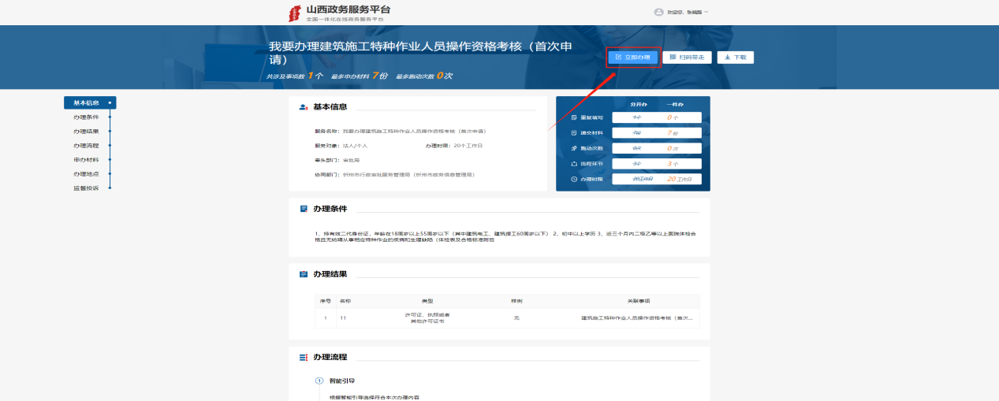 山西政务服务平台
全国一体化在线政务服务平台
欢迎您，张晓路
我要办理建筑施工特种作业人员操作资格考核（首次申
请）
立即办理
扫码带走
下载
共涉及事项数 1 个 最多申办材料 7 份 最多跑动次数 0 次
基本信息
办理条件
办理结果
办理流程
申办材料
办理地点
监督投诉
基本信息
服务名称：我要办理建筑施工特种作业人员操作资格考核（首次申请）
服务对象：法人/个人 办理时限：20个工作日
牵头部门：审批局
协同部门：忻州市行政审批服务管理局（忻州市政务信息管理局）
分开办 一件办
重复填写 1个 0 个
递交材料 7份 7 份
跑动次数 0次 0 次
流程环节 3个 3 个
办理时限 20工作日 20 工作日
办理条件
1、持有效二代身份证，年龄在18周岁以上55周岁以下（其中建筑电工、建筑焊工60周岁以下） 2、初中以上学历 3、近三个月内二级乙等以上医院体检合
格且无妨碍从事相应特种作业的疾病和生理缺陷（体检表及合格标准附后
办理结果
序号 名称 类型 样例 关联事项
1 11 许可证、执照或者 无 建筑施工特种作业人员操作资格考核（首次...
其他许可证书
办理流程
1 智能引导
根据智能引导选择符合本次办理内容